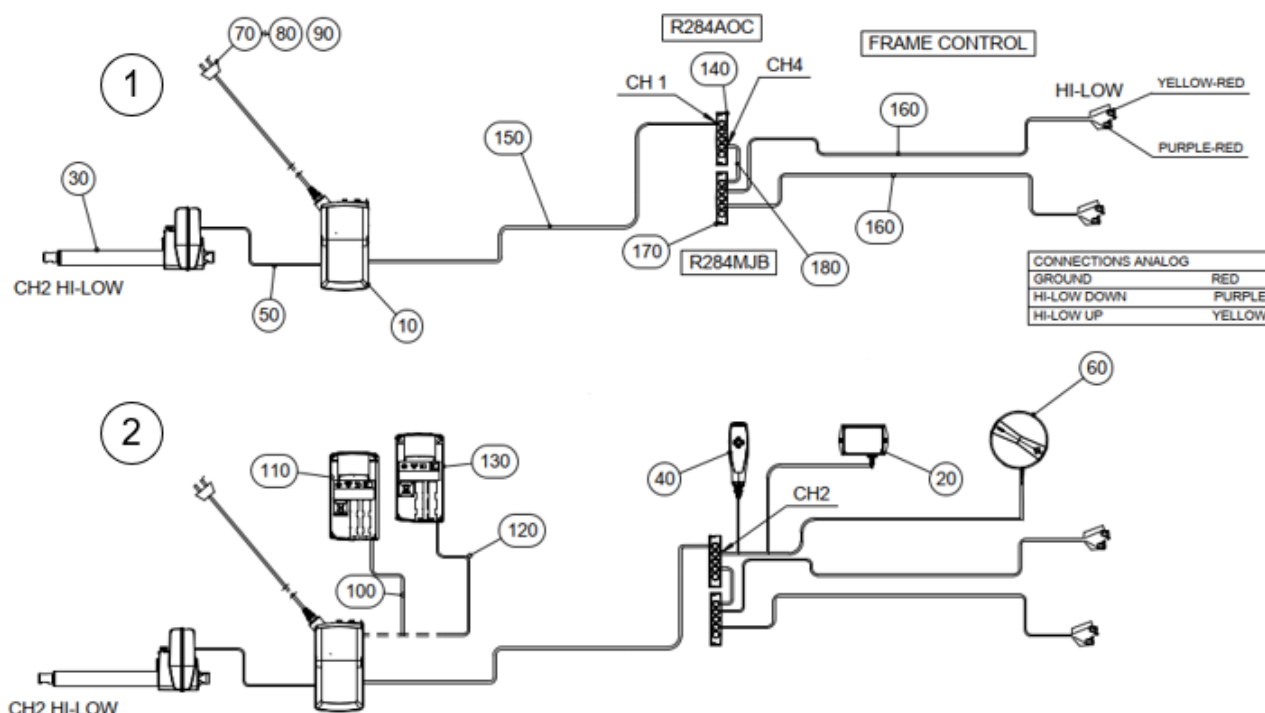 70 80 90
R284AOC
FRAME CONTROL
1
140
CH4
CH 1
HI-LOW
YELLOW-RED
160
150
PURPLE-RED
30
160
170
R284MJB
180
CH2 HI-LOW
50
10
CONNECTIONS ANALOG
GROUND RED
HI-LOW DOWN PURPLE
HI-LOW UP YELLOW
60
2
110
130
40
20
CH2
120
100
CH2 HI-LOW